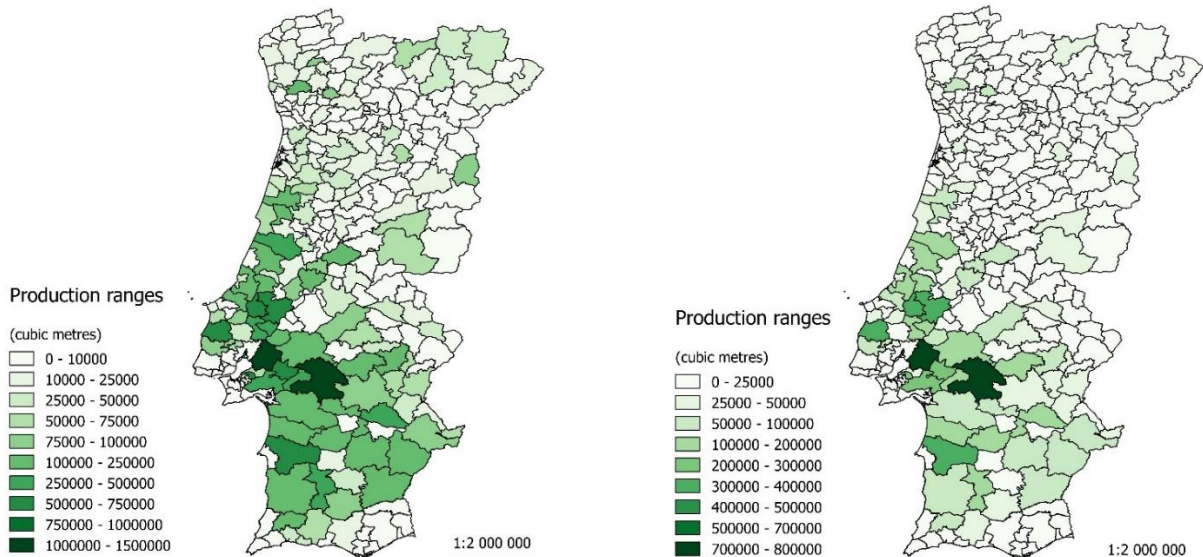 Production ranges
(cubic metres)
0 - 10000
10000 - 25000
25000 - 50000
50000 - 75000
75000 - 100000
100000 - 250000
250000 - 500000
500000 - 750000
750000 - 1000000
1000000 - 1500000
1:2 000 000
Production ranges
(cubic metres)
0 - 25000
25000 - 50000
50000 - 100000
100000 - 200000
200000 - 300000
300000 - 400000
400000 - 500000
500000 - 700000
700000 - 800000
1:2 000 000